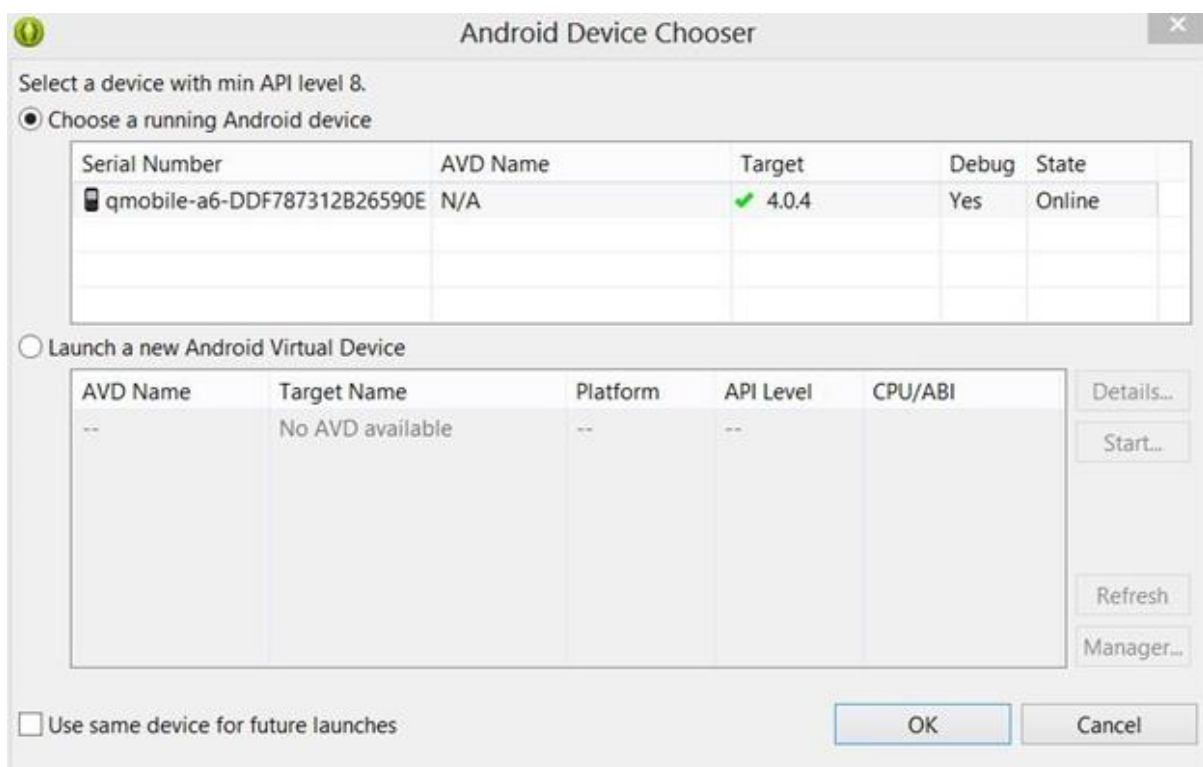 Android Device Chooser
Select a device with min API level 8.
Choose a running Android device
Serial Number AVD Name Target Debug State
qmobile-a6-DDF787312B26590E N/A 4.0.4 Yes Online
Launch a new Android Virtual Device
AVD Name Target Name Platform API Level CPU/ABI
-- No AVD available -- --
Details...
Start...
Refresh
Manager...
Use same device for future launches
OK Cancel